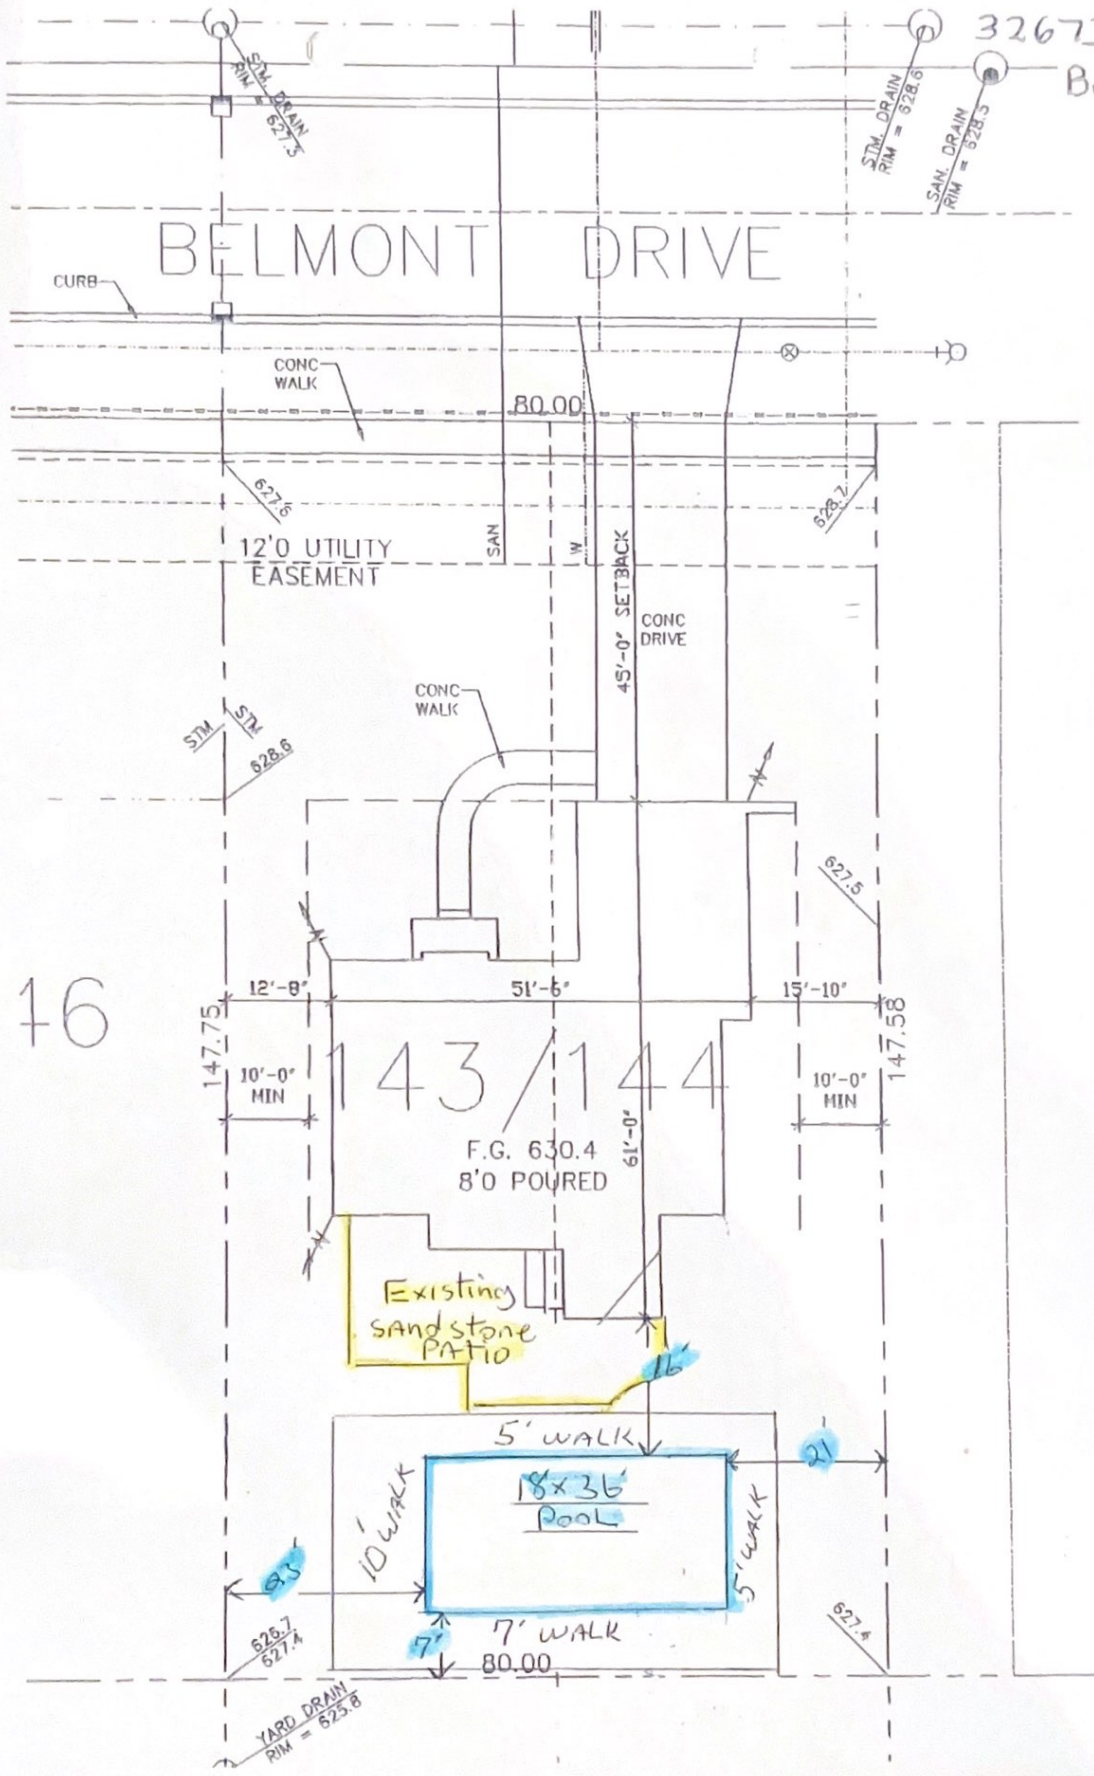 32673
STM. DRAIN
RIM = 627.3
STM. DRAIN
RIM = 628.6
SAN. DRAIN
RIM = 628.5
BELMONT DRIVE
CURB
CONC
WALK
80.00
627.6
628.7
12'0 UTILITY
EASEMENT
SAN
W
45'-0" SETBACK
CONC
DRIVE
CONC
WALK
STM
STM
628.6
N
627.5
N
12'-8"
51'-6"
15'-10"
16
147.75
147.58
143/144
10'-0"
MIN
10'-0"
MIN
61'-0"
F.G. 630.4
8'0 POURED
N
Existing
SANDSTONE
PATIO
16'
5' WALK
21'
18x36'
POOL
10' WALK
5' WALK
23'
7'
7' WALK
80.00
626.7
627.4
627.4
YARD DRAIN
RIM = 625.8